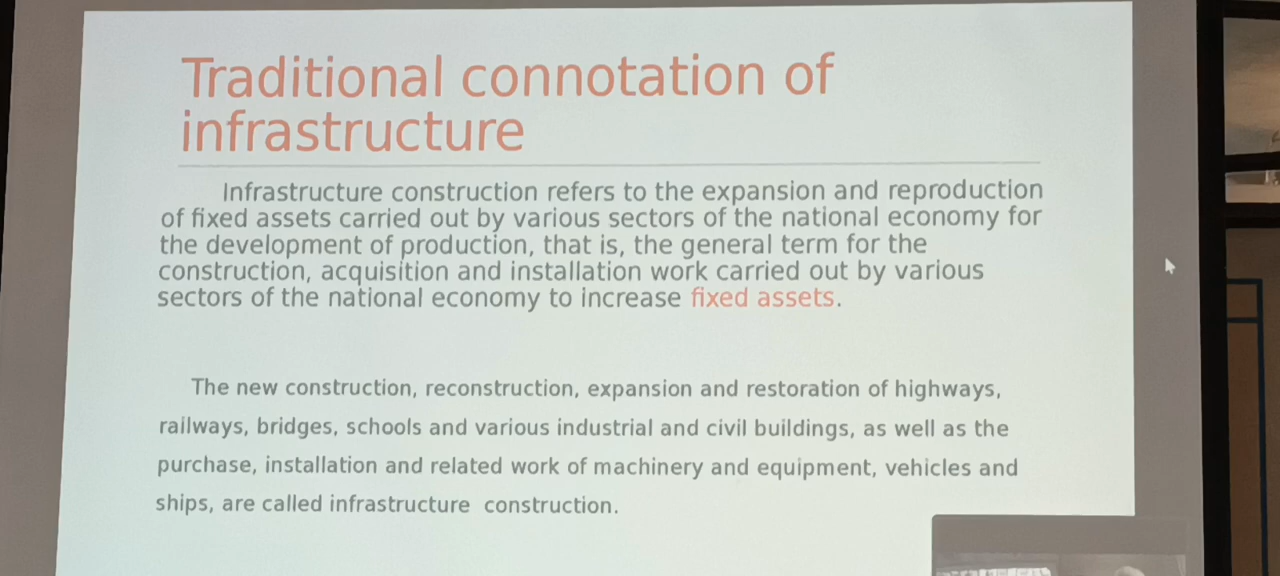 Traditional connotation of
infrastructure
Infrastructure construction refers to the expansion and reproduction
of fixed assets carried out by various sectors of the national economy for
the development of production, that is, the general term for the
construction, acquisition and installation work carried out by various
sectors of the national economy to increase fixed assets.
The new construction, reconstruction, expansion and restoration of highways,
railways, bridges, schools and various industrial and civil buildings, as well as the
purchase, installation and related work of machinery and equipment, vehicles and
ships, are called infrastructure  construction.